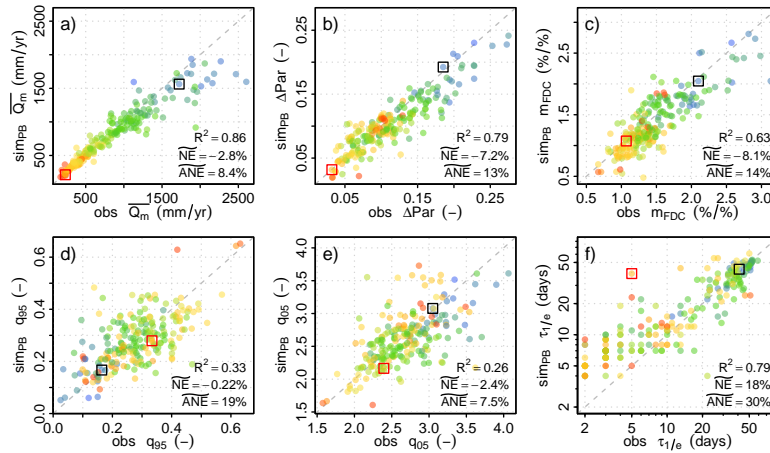 a)
2500
1500
500
sim_PB Q̅_m̅ (mm/yr)
500 1500 2500
obs Q̅_m̅ (mm/yr)
R² = 0.86
N͠E = −2.8%
A͠NE = 8.4%
b)
0.25
0.15
0.05
sim_PB ΔPar (−)
0.05 0.15 0.25
obs ΔPar (−)
R² = 0.79
N͠E = −7.2%
A͠NE = 13%
c)
0.5 1.5 2.5
sim_PB m_FDC (%/%)
0.5 1.0 1.5 2.0 2.5 3.0
obs m_FDC (%/%)
R² = 0.63
N͠E = −8.1%
A͠NE = 14%
d)
0.0 0.2 0.4 0.6
sim_PB q_95 (−)
0.0 0.2 0.4 0.6
obs q_95 (−)
R² = 0.33
N͠E = −0.22%
A͠NE = 19%
e)
1.5 2.0 2.5 3.0 3.5 4.0
sim_PB q_05 (−)
1.5 2.0 2.5 3.0 3.5 4.0
obs q_05 (−)
R² = 0.26
N͠E = −2.4%
A͠NE = 7.5%
f)
2 5 10 20 50
sim_PB τ_1/e (days)
2 5 10 20 50
obs τ_1/e (days)
R² = 0.79
N͠E = 18%
A͠NE = 30%